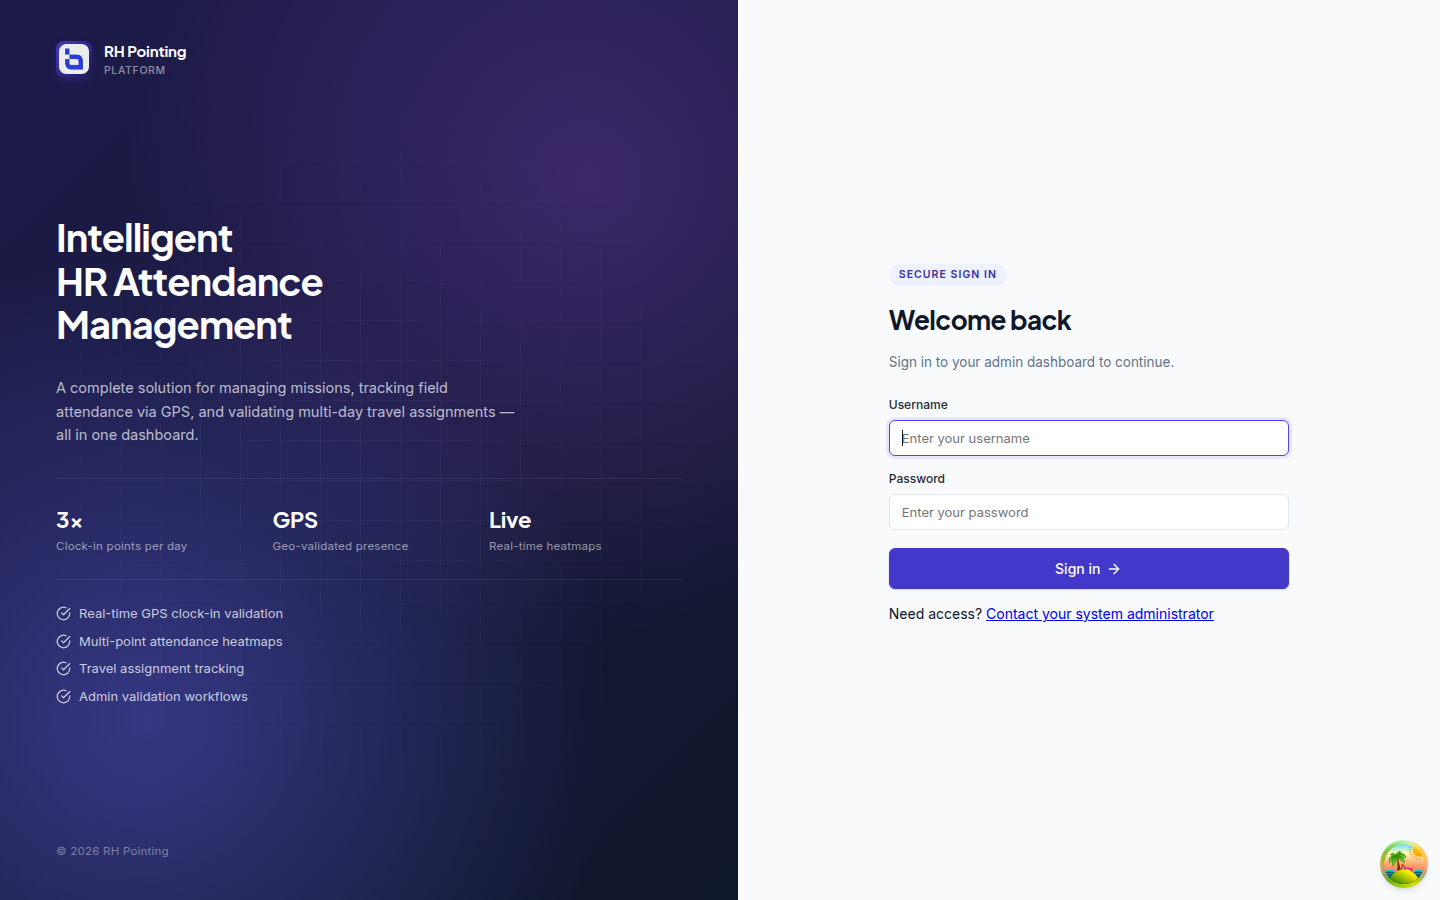 RH Pointing
PLATFORM
Intelligent
HR Attendance
Management
A complete solution for managing missions, tracking field
attendance via GPS, and validating multi-day travel assignments —
all in one dashboard.
3×
GPS
Live
Clock-in points per day
Geo-validated presence
Real-time heatmaps
Real-time GPS clock-in validation
Multi-point attendance heatmaps
Travel assignment tracking
Admin validation workflows
© 2026 RH Pointing
SECURE SIGN IN
Welcome back
Sign in to your admin dashboard to continue.
Username
Enter your username
Password
Enter your password
Sign in →
Need access? Contact your system administrator